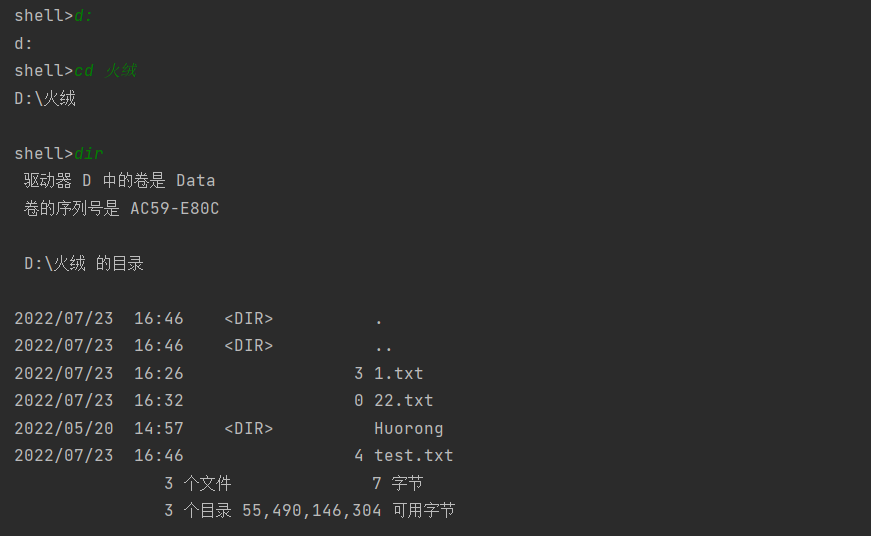 shell>d:
d:
shell>cd 火绒
D:\火绒
shell>dir
驱动器 D 中的卷是 Data
卷的序列号是 AC59-E80C
D:\火绒 的目录
2022/07/23  16:46    <DIR>          .
2022/07/23  16:46    <DIR>          ..
2022/07/23  16:26                 3 1.txt
2022/07/23  16:32                 0 22.txt
2022/05/20  14:57    <DIR>          Huorong
2022/07/23  16:46                 4 test.txt
3 个文件              7 字节
3 个目录 55,490,146,304 可用字节